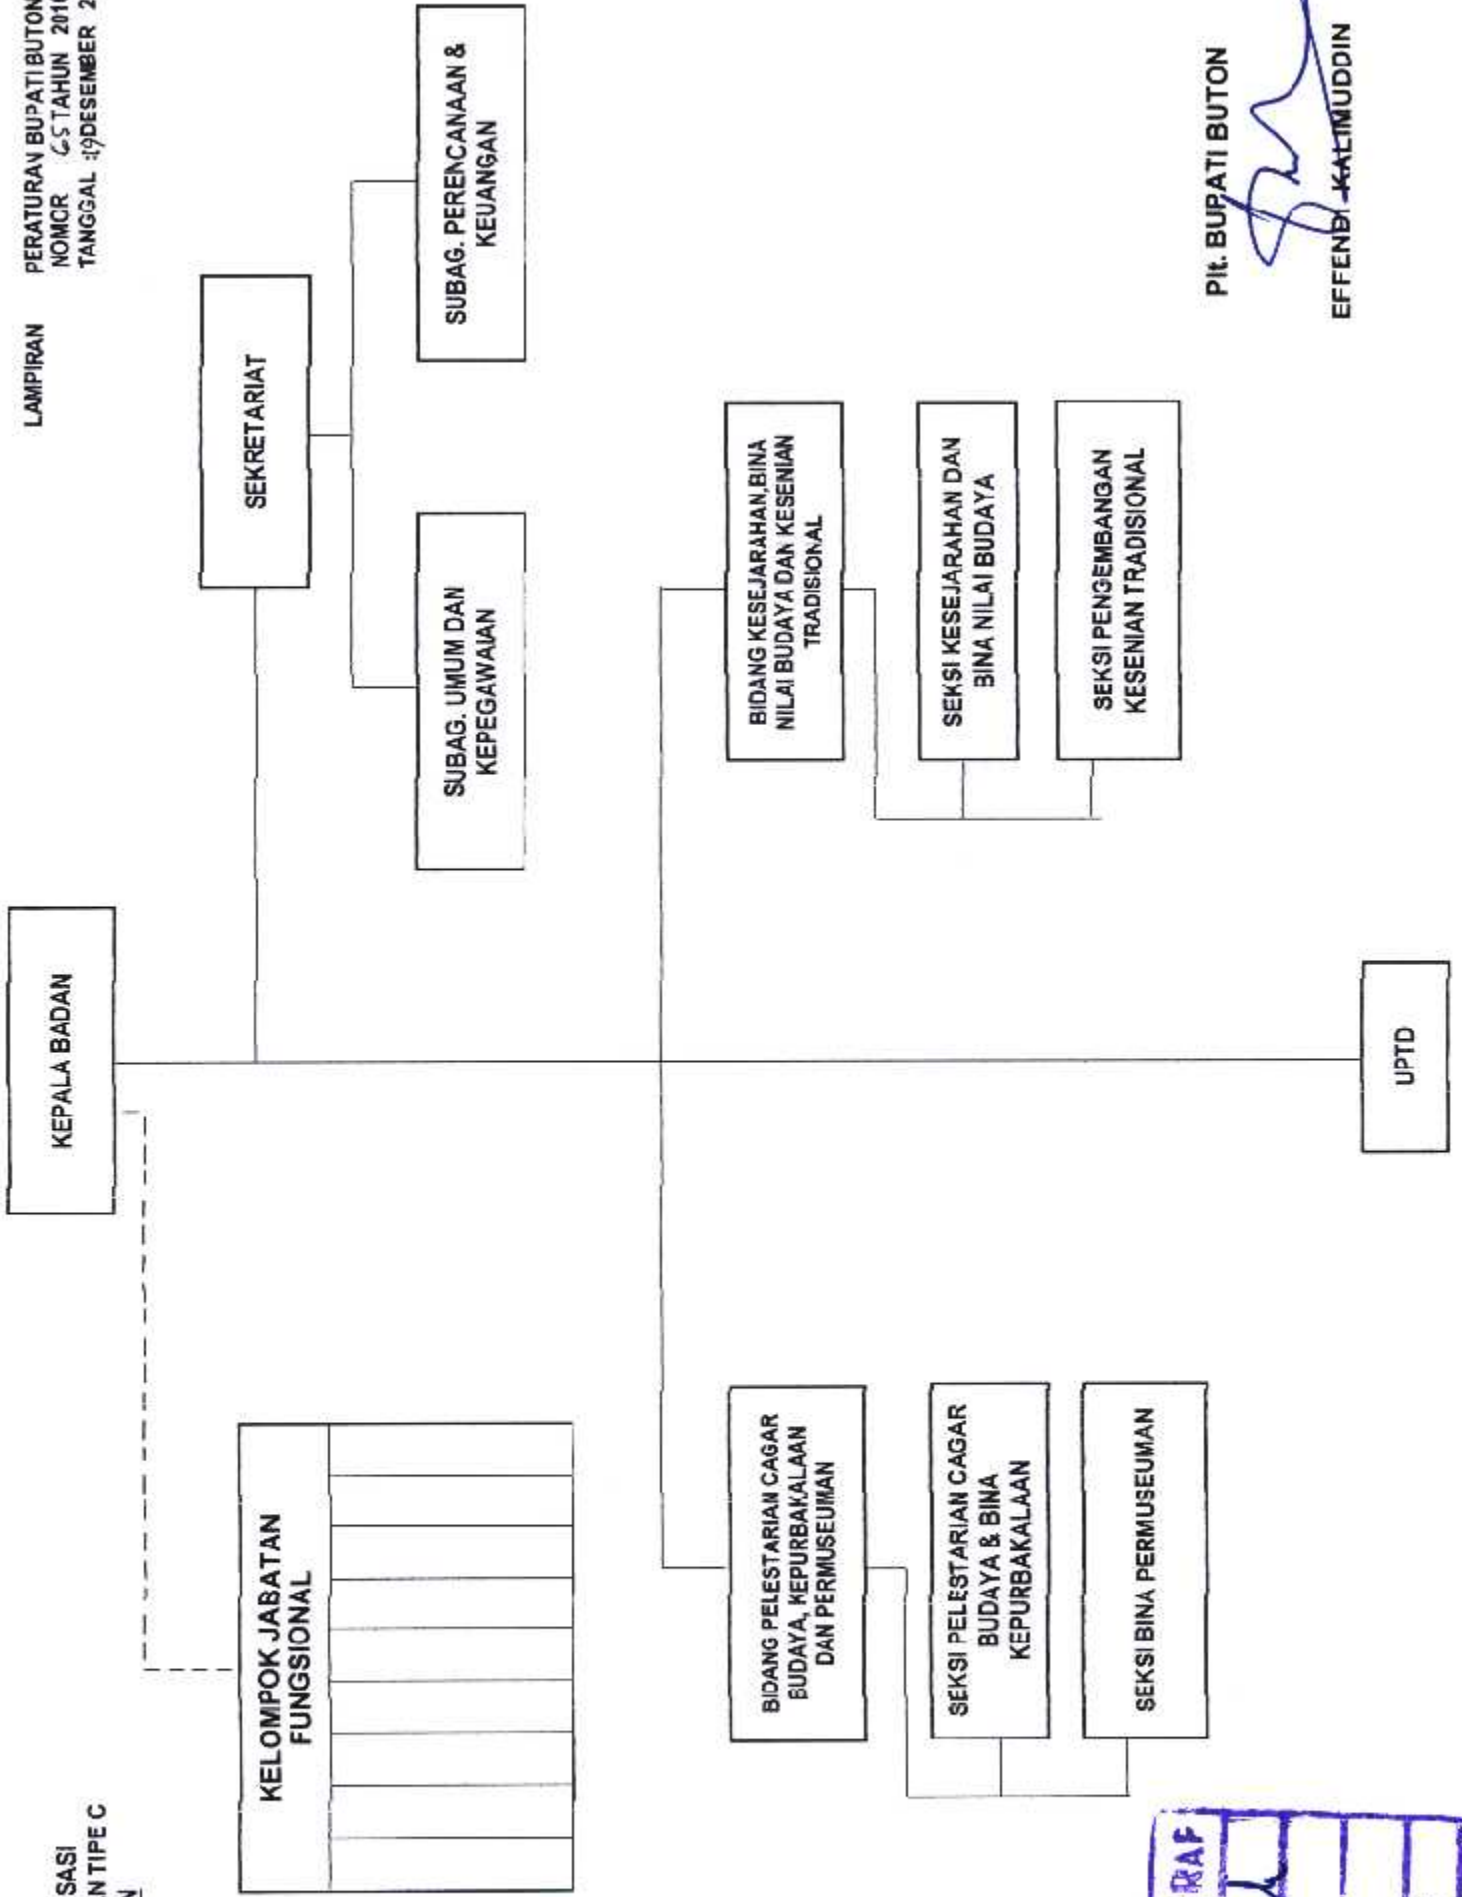 SASI
N TIPE C
N
LAMPIRAN
PERATURAN BUPATI BUTON
NOMOR 65 TAHUN 2016
TANGGAL :19 DESEMBER 2
KEPALA BADAN
SEKRETARIAT
SUBAG. UMUM DAN
KEPEGAWAIAN
SUBAG. PERENCANAAN &
KEUANGAN
KELOMPOK JABATAN
FUNGSIONAL
BIDANG PELESTARIAN CAGAR
BUDAYA, KEPURBAKALAAN
DAN PERMUSEUMAN
SEKSI PELESTARIAN CAGAR
BUDAYA & BINA
KEPURBAKALAAN
SEKSI BINA PERMUSEUMAN
BIDANG KESEJARAHAN,BINA
NILAI BUDAYA DAN KESENIAN
TRADISIONAL
SEKSI KESEJARAHAN DAN
BINA NILAI BUDAYA
SEKSI PENGEMBANGAN
KESENIAN TRADISIONAL
UPTD
RAF
Plt. BUPATI BUTON
EFFENDI KALIMUDDIN